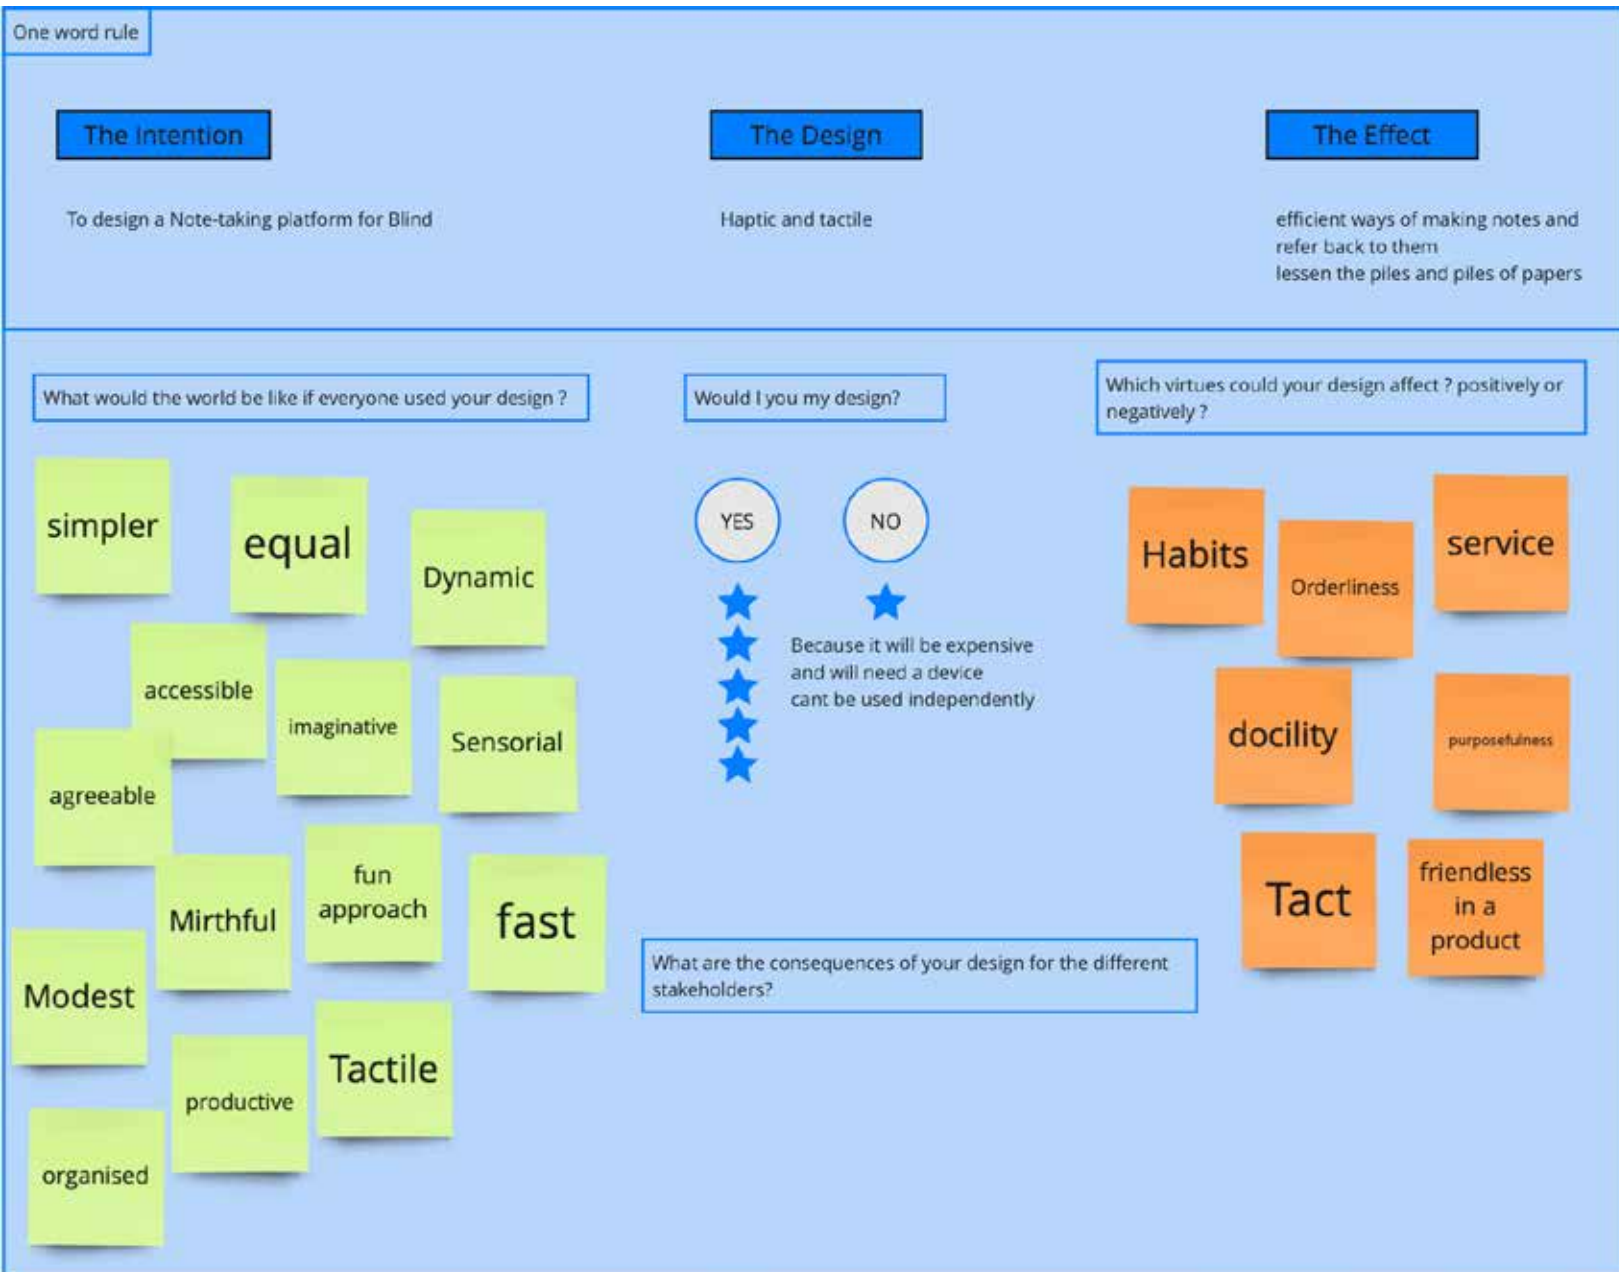 One word rule
The Intention
The Design
The Effect
To design a Note-taking platform for Blind
Haptic and tactile
efficient ways of making notes and
refer back to them
lessen the piles and piles of papers
What would the world be like if everyone used your design ?
Would I you my design?
Which virtues could your design affect ? positively or
negatively ?
simpler
equal
Dynamic
accessible
imaginative
Sensorial
agreeable
Mirthful
fun
approach
fast
Modest
Tactile
productive
organised
YES
NO
Because it will be expensive
and will need a device
cant be used independently
What are the consequences of your design for the different
stakeholders?
Habits
Orderliness
service
docility
purposefulness
Tact
friendless
in a
product